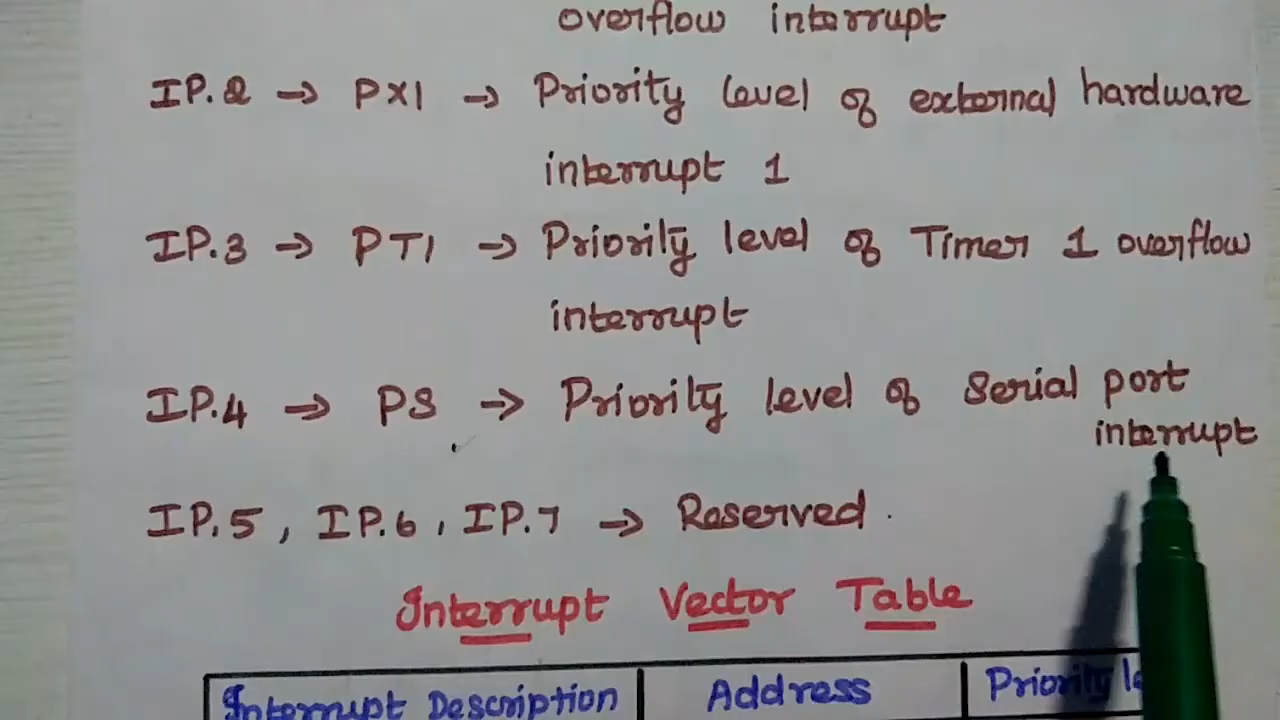 overflow interrupt
IP.2 → PX1 → Priority level of external hardware
interrupt 1
IP.3 → PT1 → Priority level of Timer 1 overflow
interrupt
IP.4 → PS → Priority level of Serial port
interrupt
IP.5, IP.6, IP.7 → Reserved.
Interrupt Vector Table
Interrupt Description Address Priority